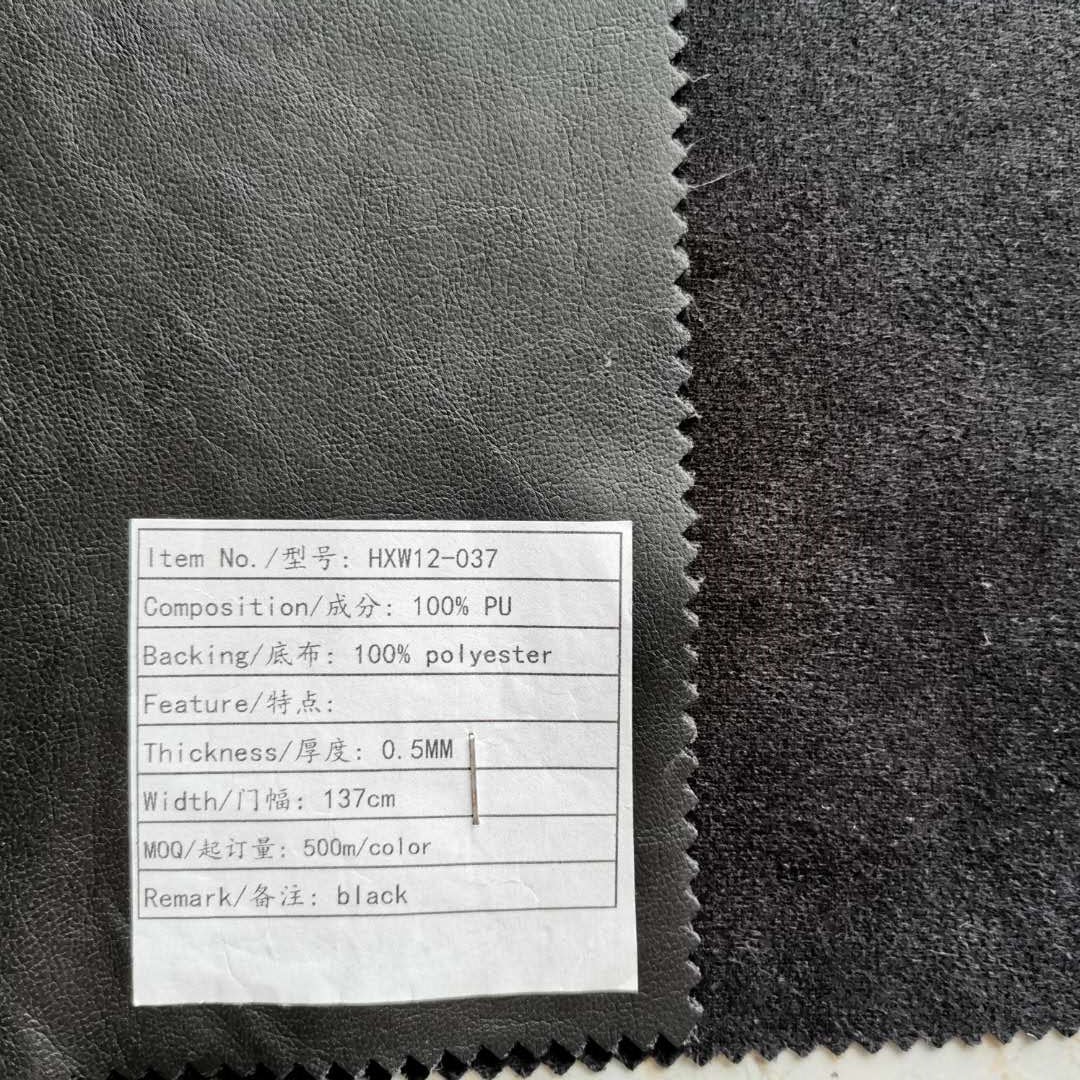 Item No./型号: HXW12-037
Composition/成分: 100% PU
Backing/底布: 100% polyester
Feature/特点:
Thickness/厚度: 0.5MM
Width/门幅: 137cm
MOQ/起订量: 500m/color
Remark/备注: black